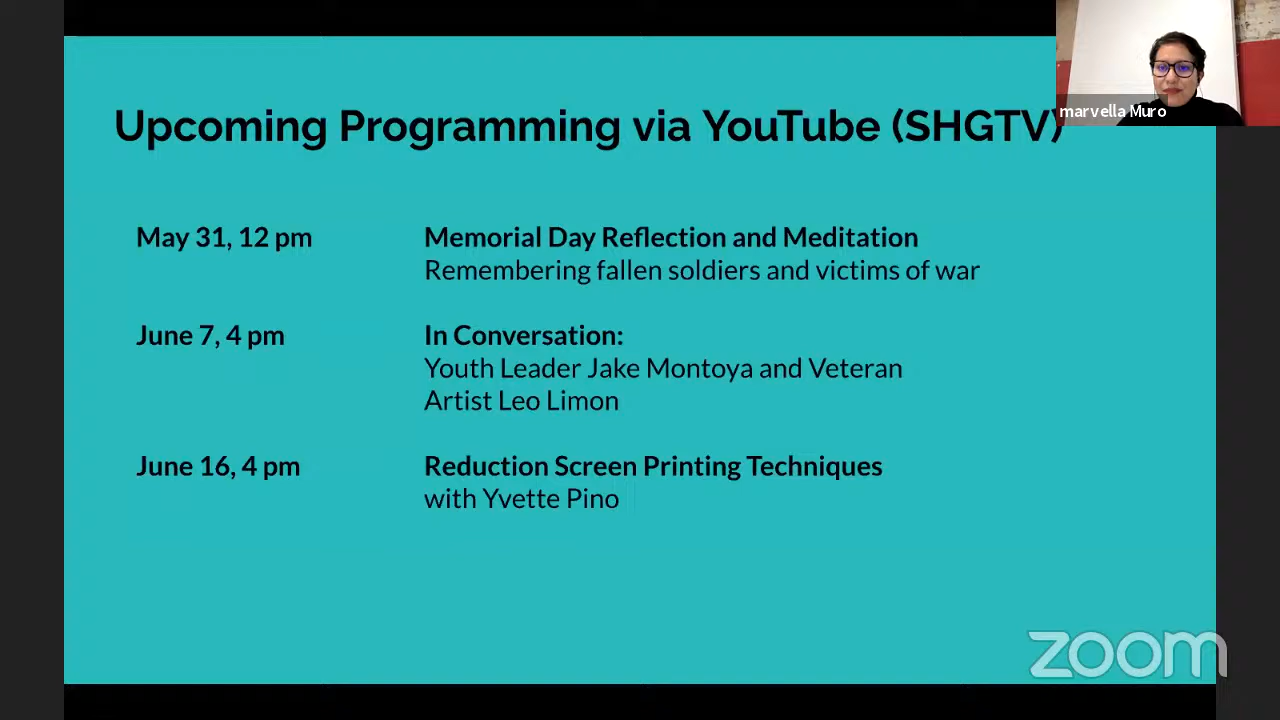 Upcoming Programming via YouTube (SHGTV)
marvella Muro
May 31, 12 pm
Memorial Day Reflection and Meditation
Remembering fallen soldiers and victims of war
June 7, 4 pm
In Conversation:
Youth Leader Jake Montoya and Veteran
Artist Leo Limon
June 16, 4 pm
Reduction Screen Printing Techniques
with Yvette Pino
zoom